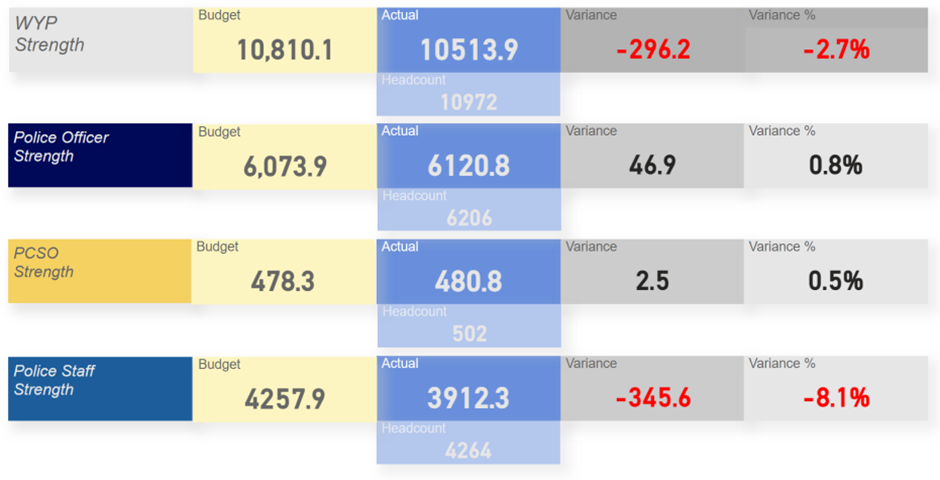 WYP
Strength
Budget
10,810.1
Actual
10513.9
Variance
-296.2
Variance %
-2.7%
Headcount
10972
Police Officer
Strength
Budget
6,073.9
Actual
6120.8
Variance
46.9
Variance %
0.8%
Headcount
6206
PCSO
Strength
Budget
478.3
Actual
480.8
Variance
2.5
Variance %
0.5%
Headcount
502
Police Staff
Strength
Budget
4257.9
Actual
3912.3
Variance
-345.6
Variance %
-8.1%
Headcount
4264